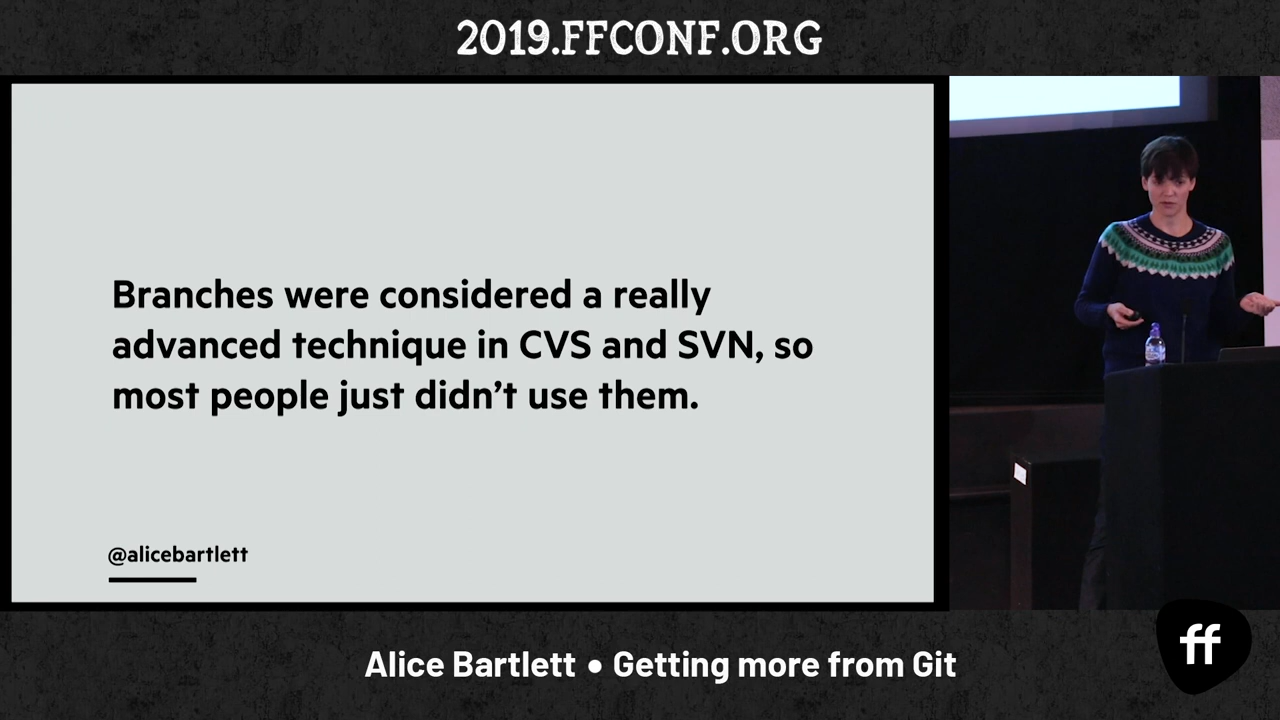 2019.FFCONF.ORG
Branches were considered a really
advanced technique in CVS and SVN, so
most people just didn’t use them.
@alicebartlett
Alice Bartlett • Getting more from Git
ff